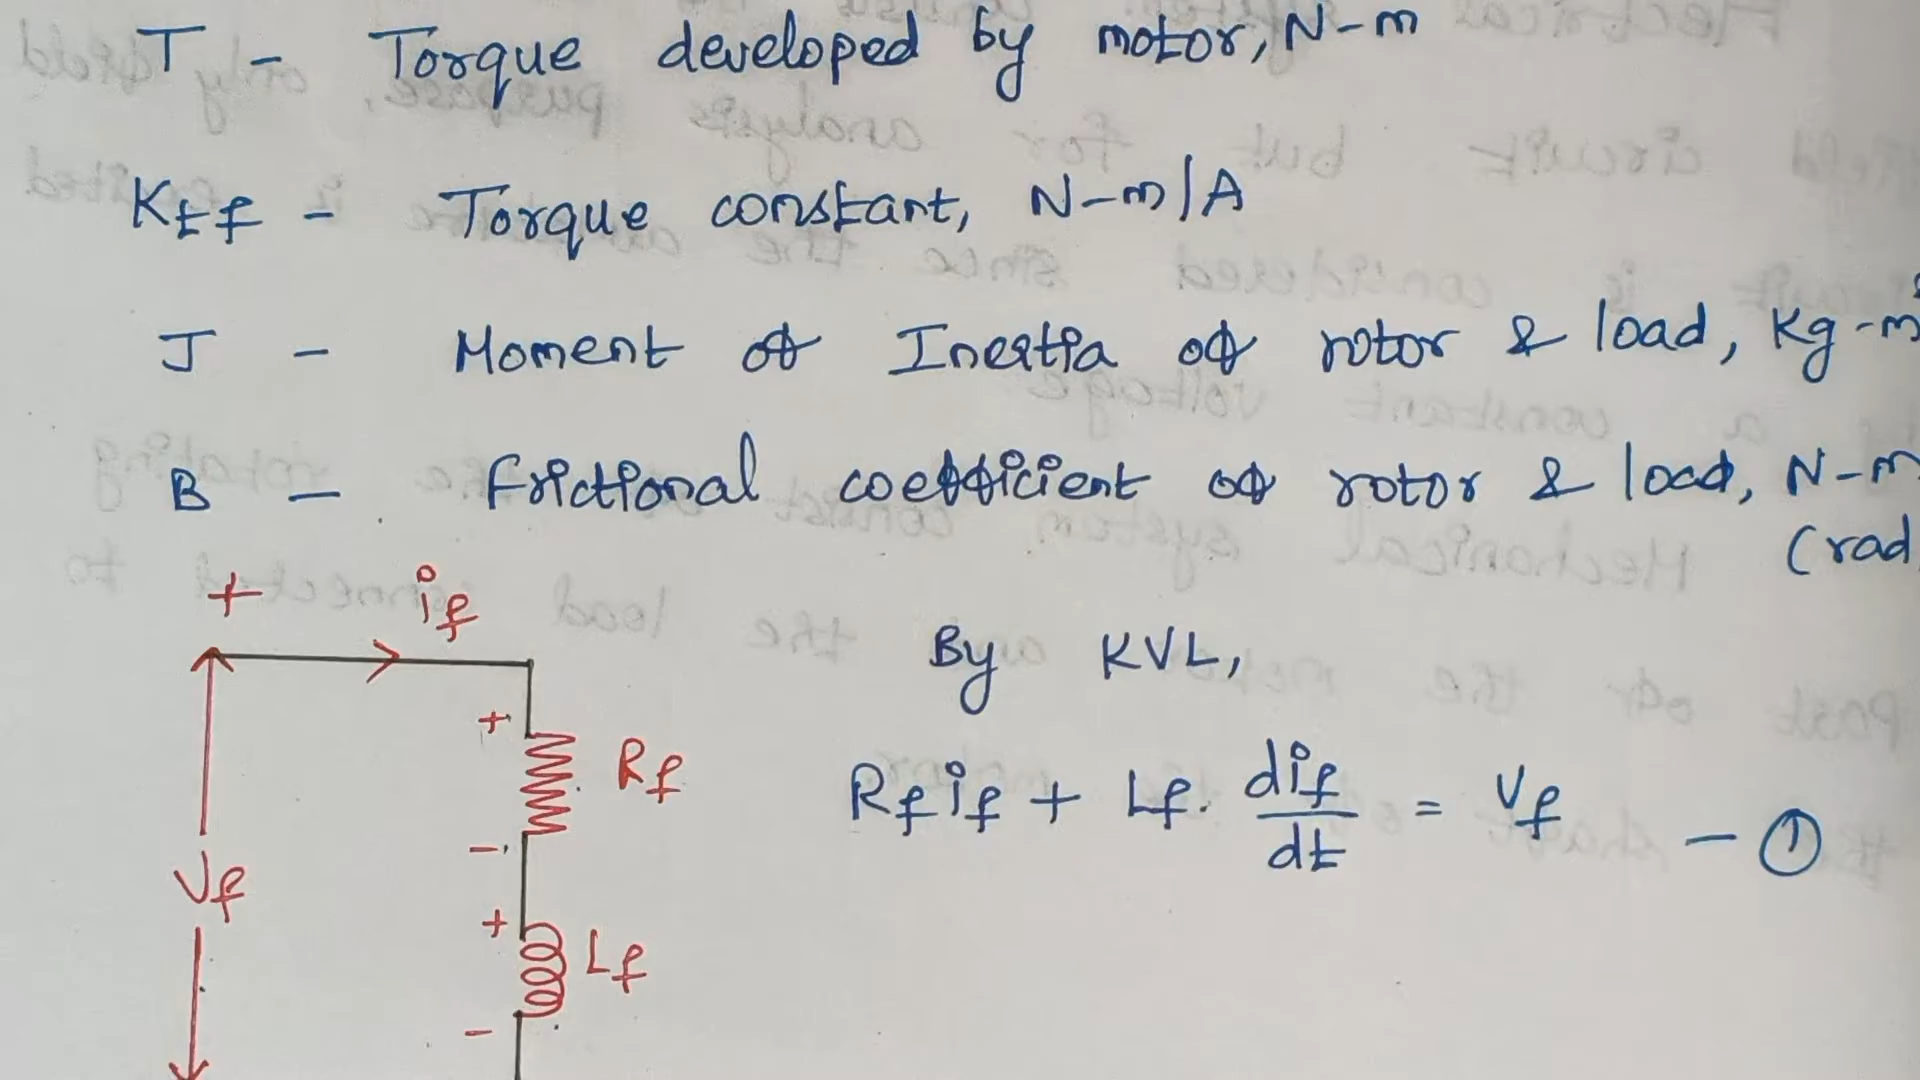 T - Torque developed by motor, N-m
Ktf - Torque constant, N-m/A
J - Moment of Inertia of rotor & load, Kg-m
B - Frictional coefficient of rotor & load, N-m
(rad
+ if
By KVL,
+
Rf
Rf if + Lf. dif/dt = Vf - ①
-
Vf
+
Lf
-